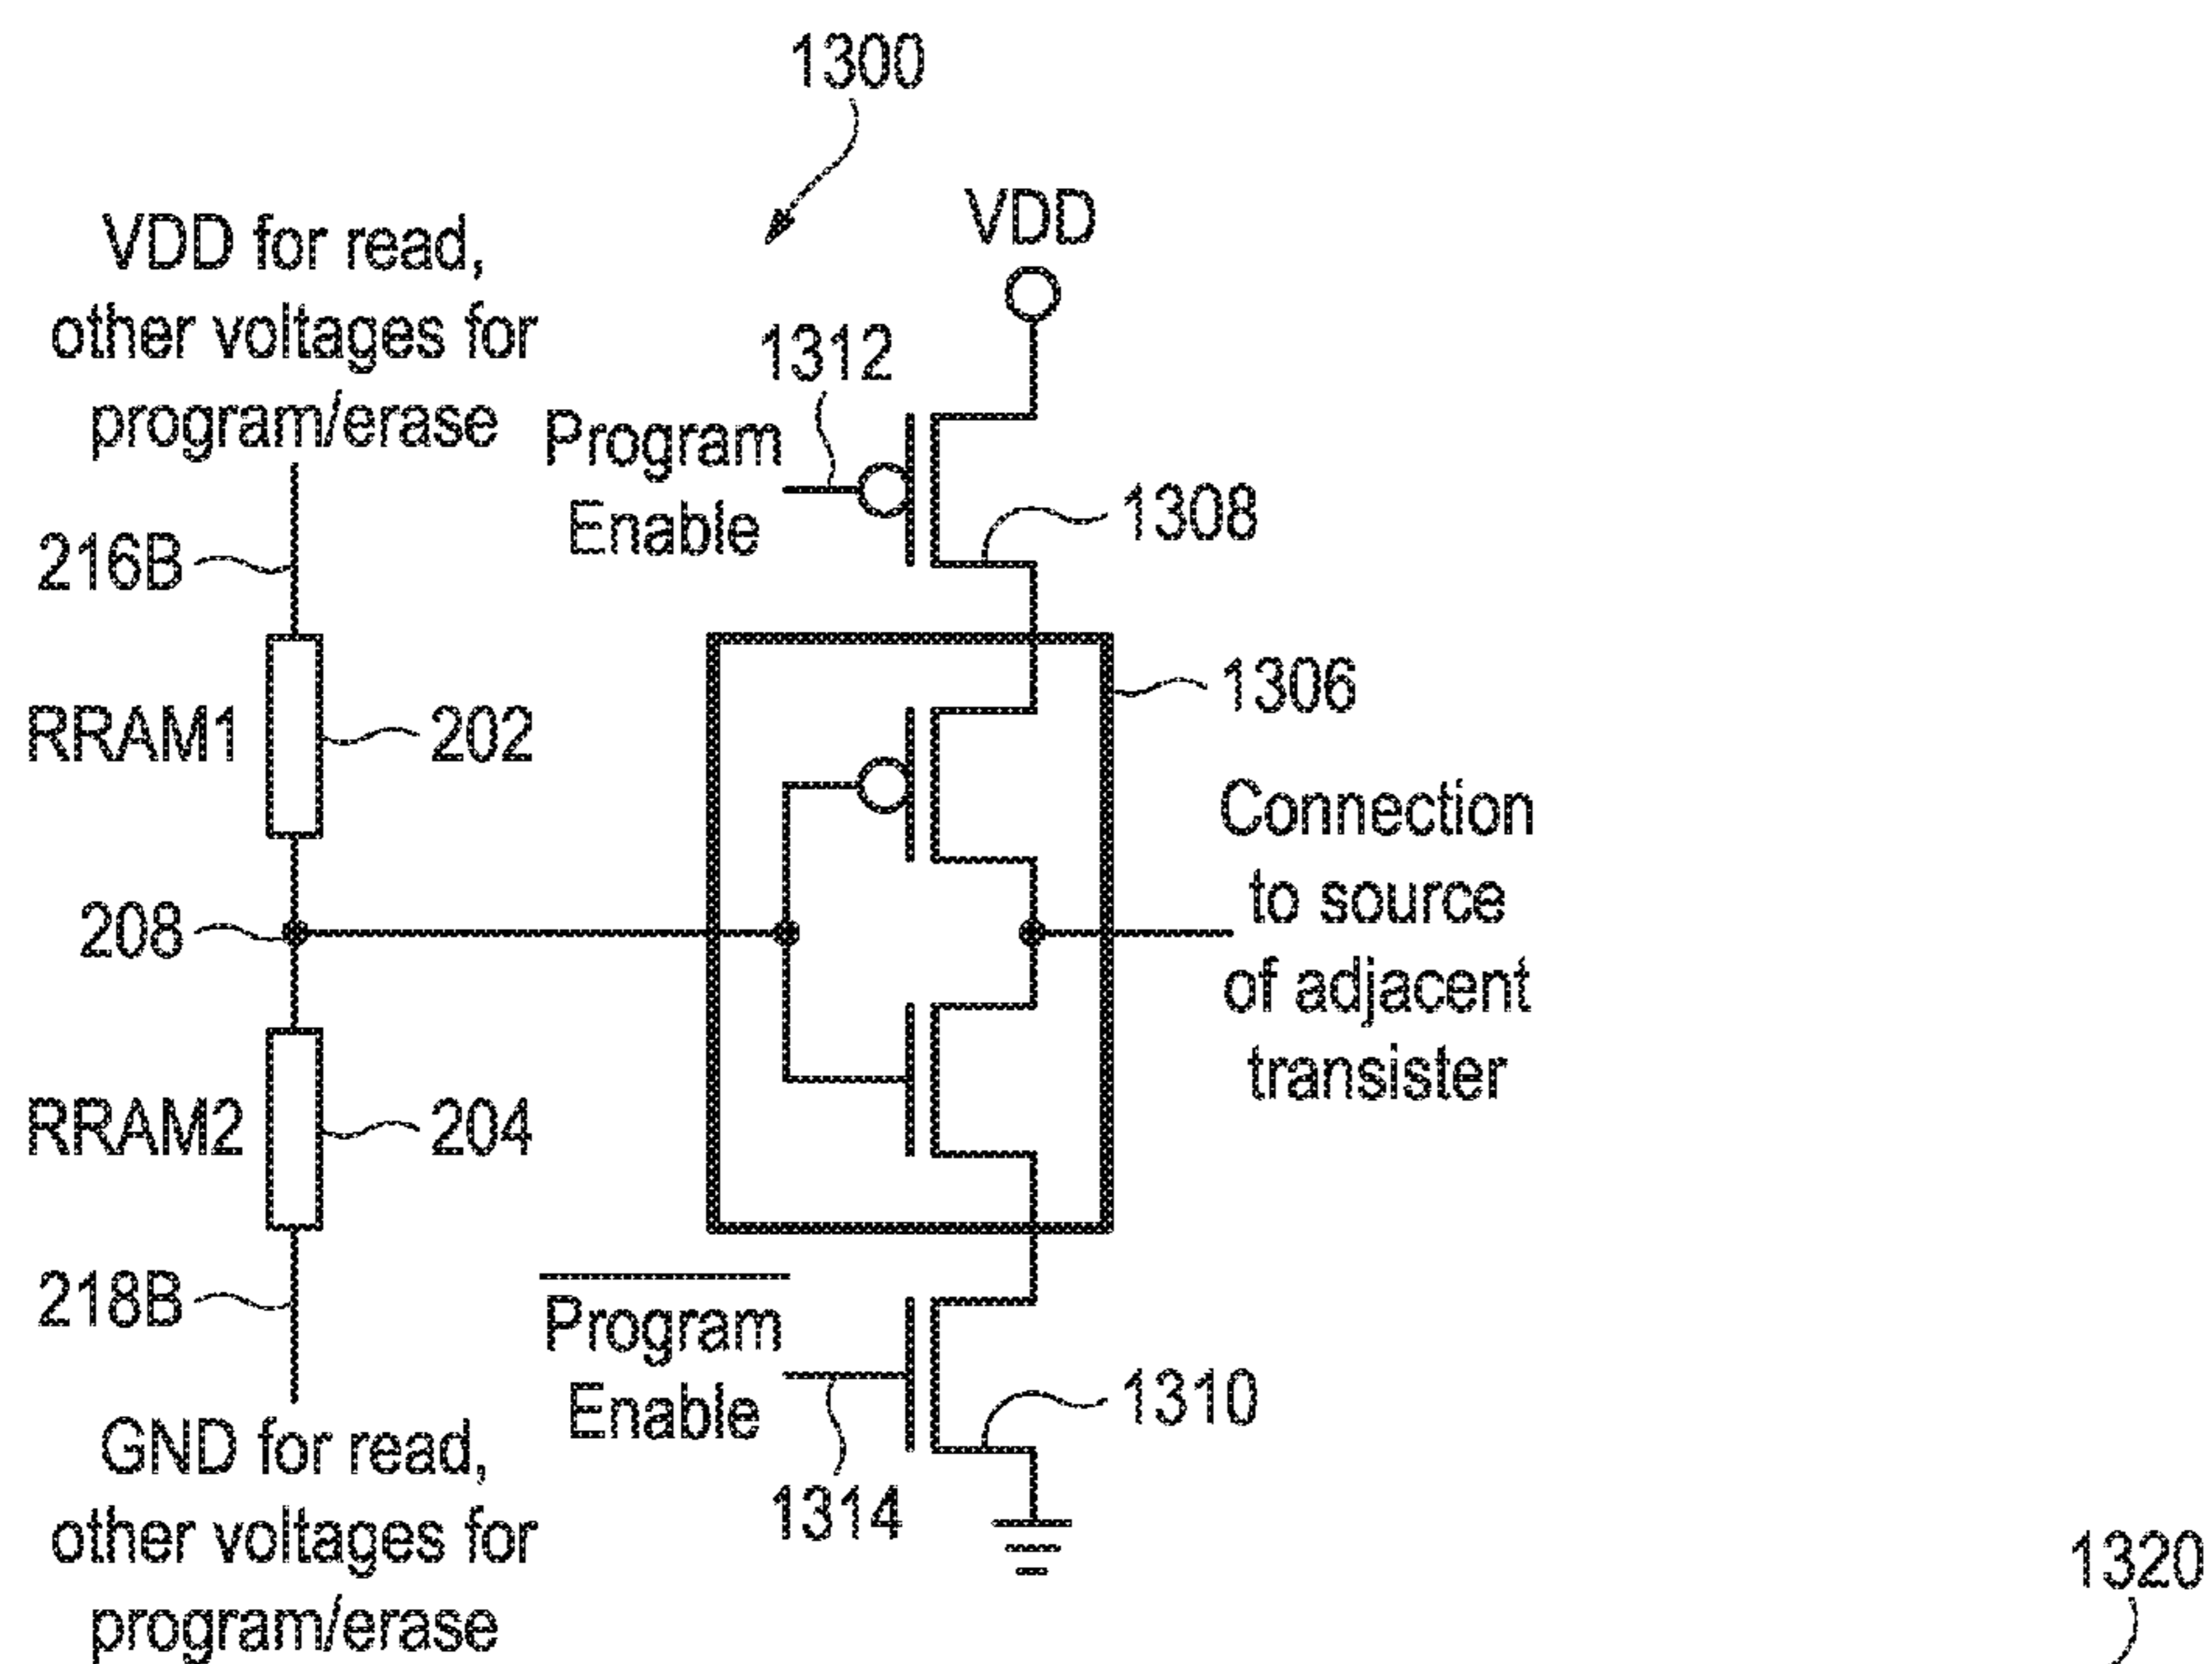 1300
VDD for read,
other voltages for
program/erase
VDD
1312
Program
Enable
1308
216B
1306
RRAM1
202
Connection
to source
of adjacent
transister
208
RRAM2
204
218B
Program
Enable
1310
1314
GND for read,
other voltages for
program/erase
1320